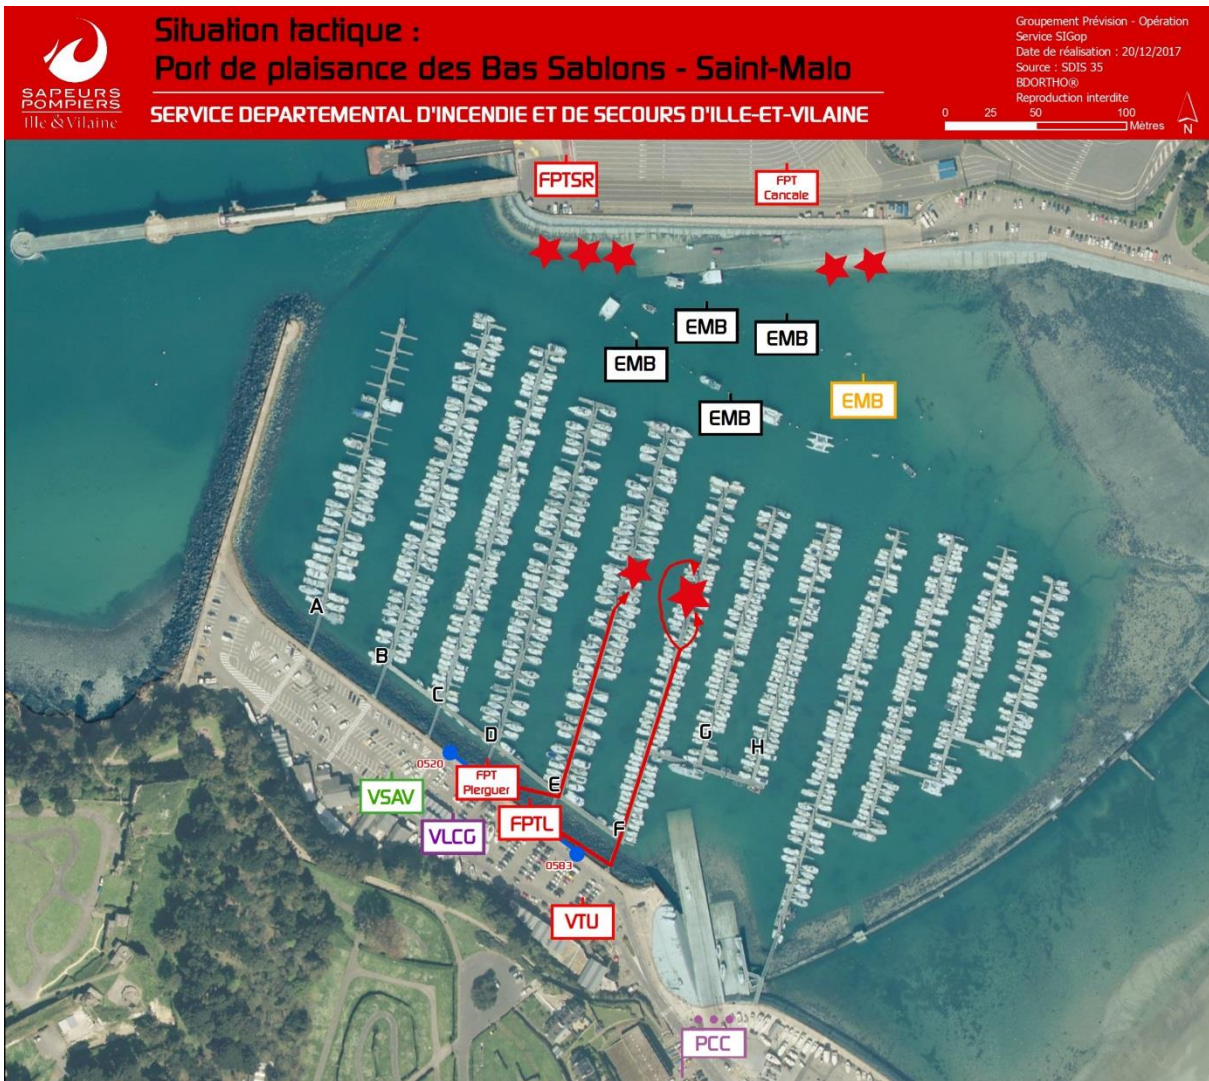 Situation tactique :
Port de plaisance des Bas Sablons - Saint-Malo
SERVICE DEPARTEMENTAL D'INCENDIE ET DE SECOURS D'ILLE-ET-VILAINE
SAPEURS
POMPIERS
Ille & Vilaine
Groupement Prévision - Opération
Service SIGop
Date de réalisation : 20/12/2017
Source : SDIS 35
BDORTHO®
Reproduction interdite
0 25 50 100
Mètres
N
FPTSR
FPT
Cancale
EMB
EMB
EMB
EMB
EMB
A
B
C
D
E
F
G
H
0520
FPT
Plerguer
VSAV
FPTL
VLCG
0583
VTU
PCC